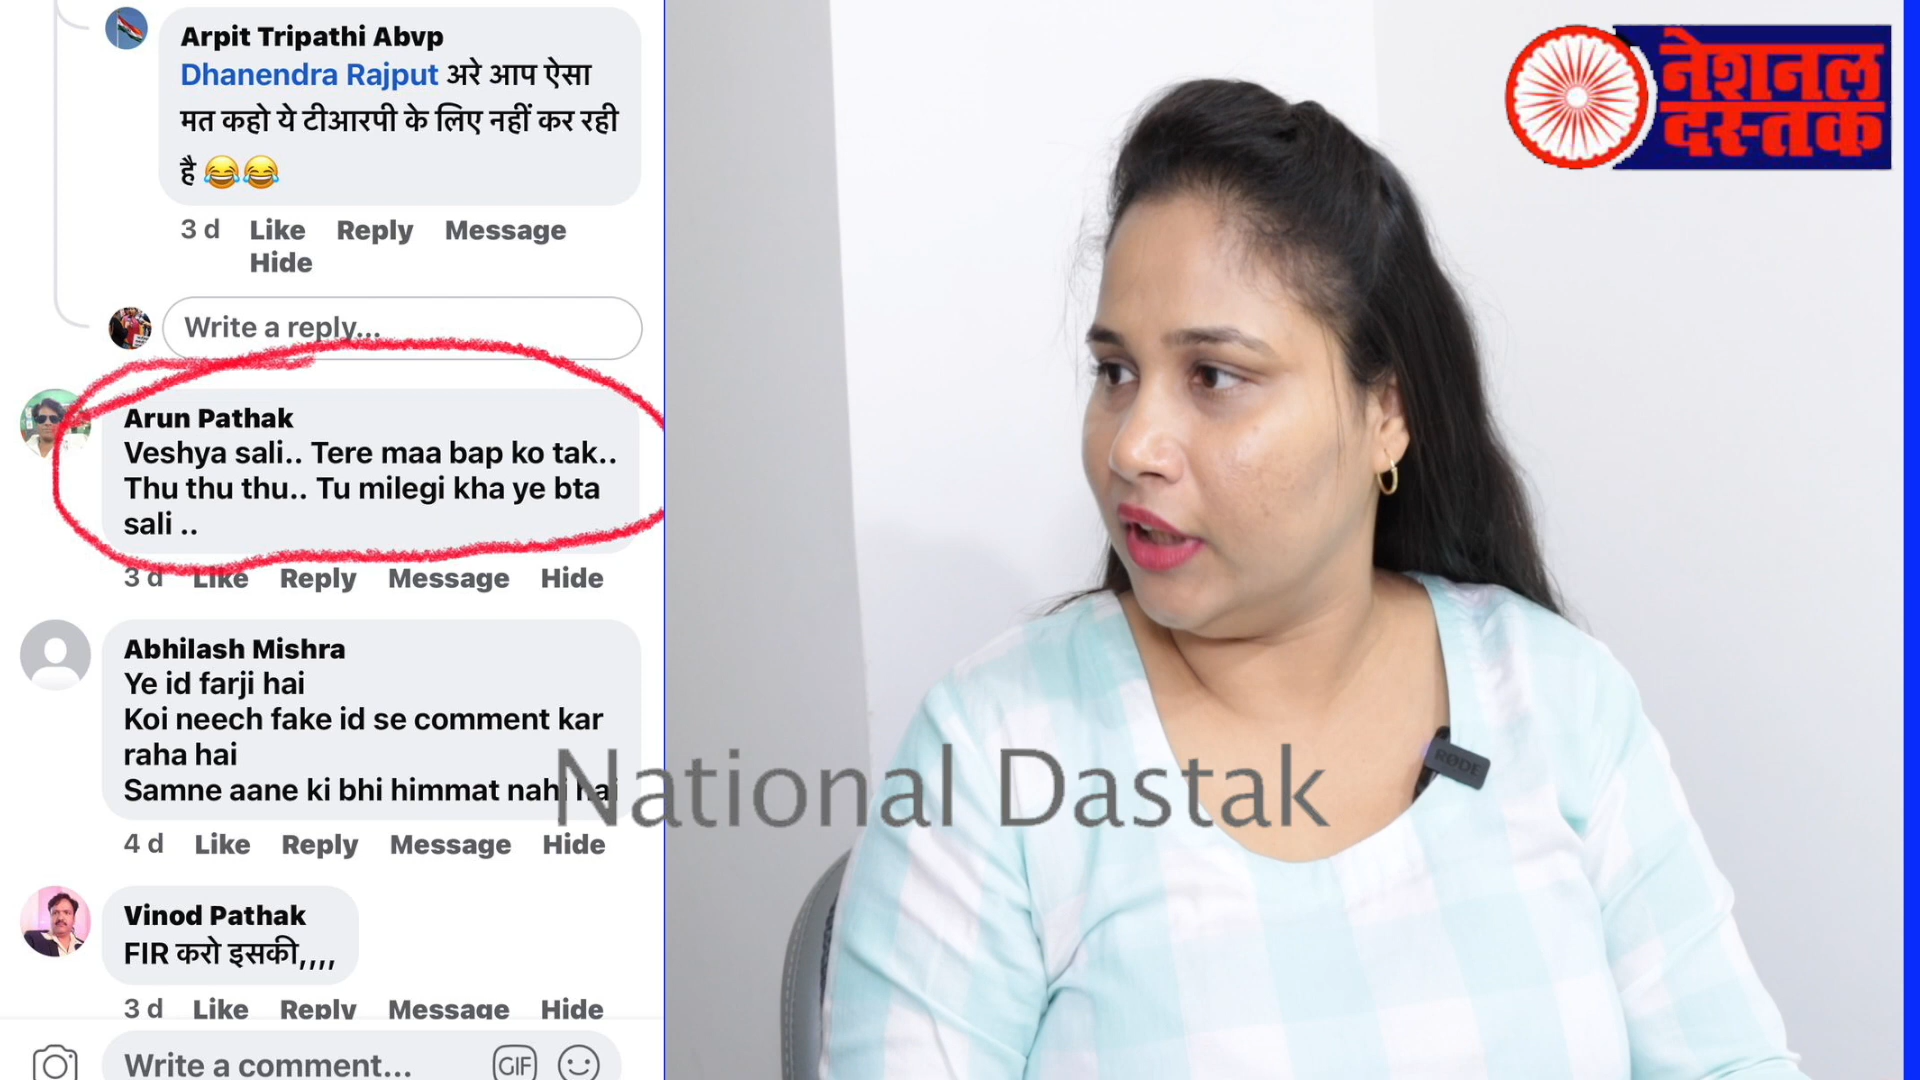 Arpit Tripathi Abvp
Dhanendra Rajput अरे आप ऐसा
मत कहो ये टीआरपी के लिए नहीं कर रही
है 😂😂
3 d Like Reply Message
Hide
Write a reply...
Arun Pathak
Veshya sali.. Tere maa bap ko tak..
Thu thu thu.. Tu milegi kha ye bta
sali ..
3 d Like Reply Message Hide
Abhilash Mishra
Ye id farji hai
Koi neech fake id se comment kar
raha hai
Samne aane ki bhi himmat nahi hai
4 d Like Reply Message Hide
Vinod Pathak
FIR करो इसकी,,,,
3 d Like Reply Message Hide
Write a comment...
GIF
नेशनल
दस्तक
RØDE
National Dastak